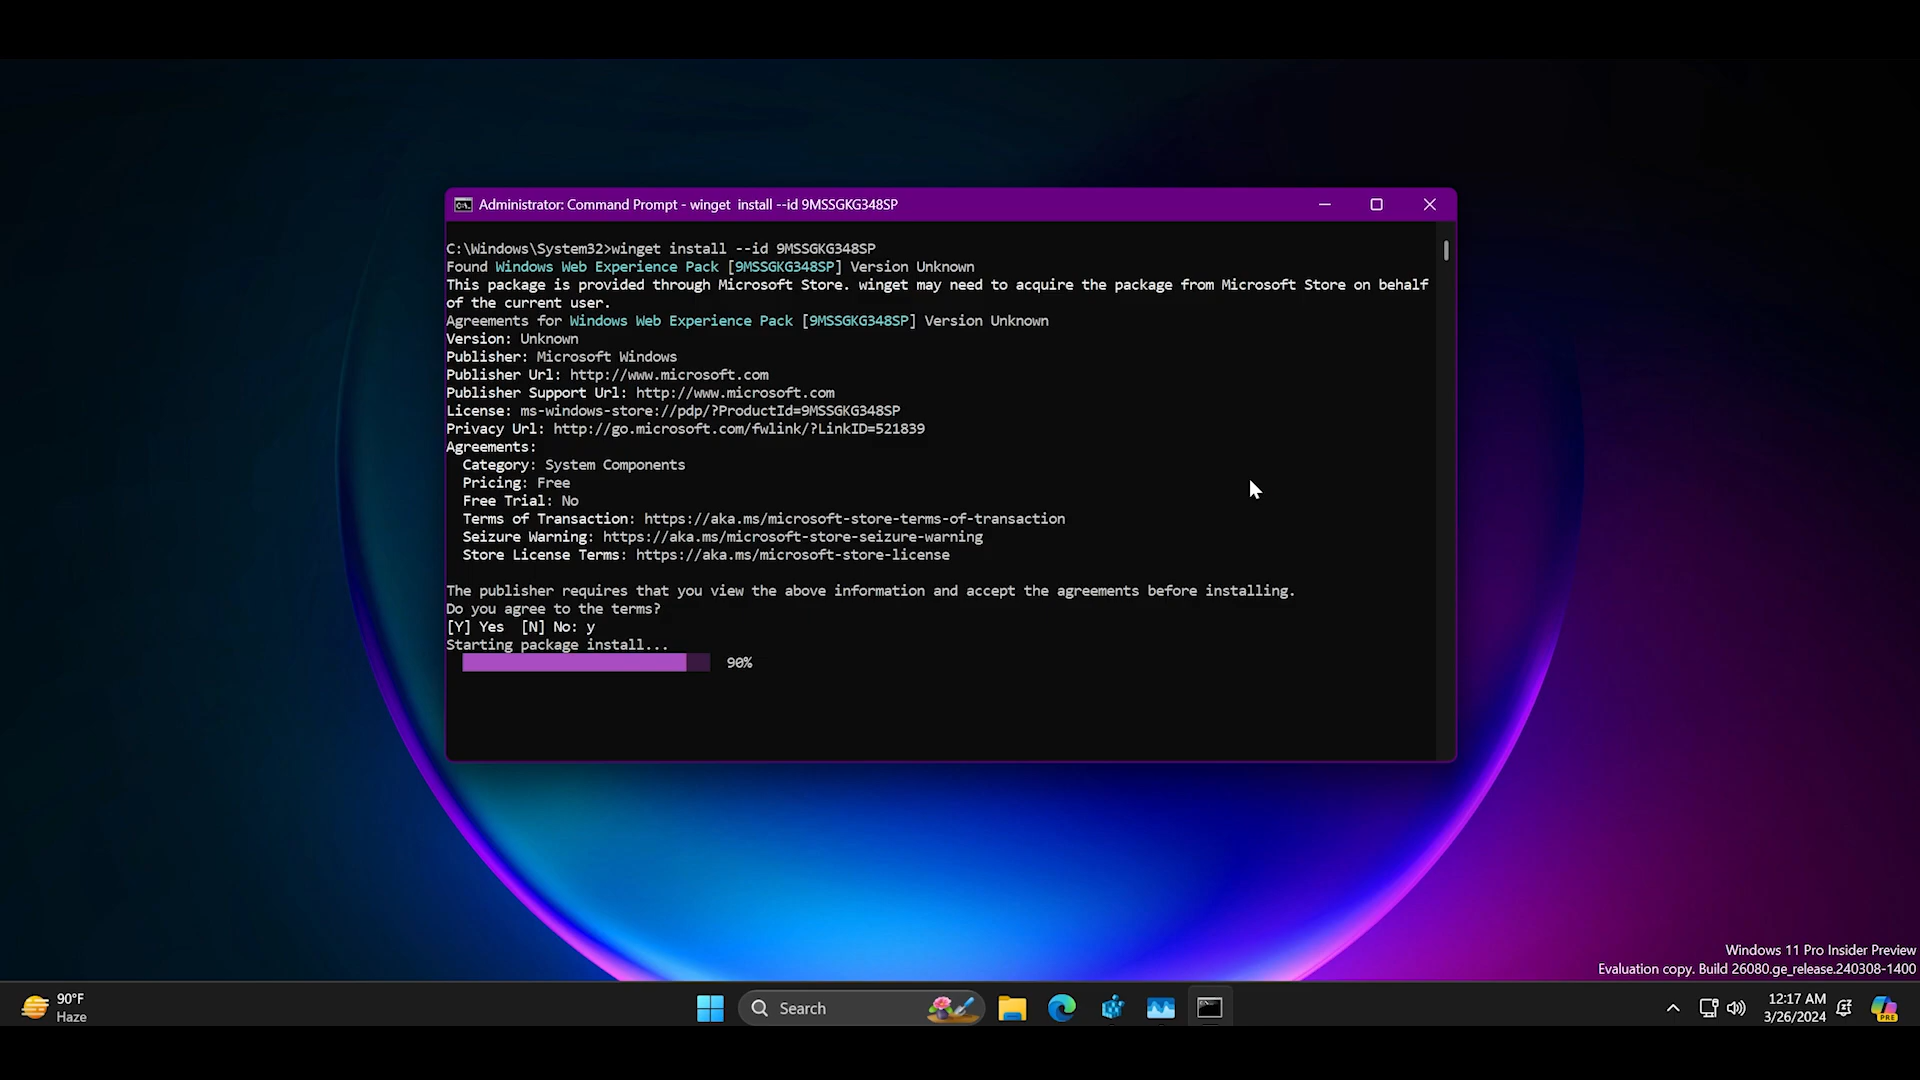 Administrator: Command Prompt - winget  install --id 9MSSGKG348SP
C:\Windows\System32>winget install --id 9MSSGKG348SP
Found Windows Web Experience Pack [9MSSGKG348SP] Version Unknown
This package is provided through Microsoft Store. winget may need to acquire the package from Microsoft Store on behalf
of the current user.
Agreements for Windows Web Experience Pack [9MSSGKG348SP] Version Unknown
Version: Unknown
Publisher: Microsoft Windows
Publisher Url: http://www.microsoft.com
Publisher Support Url: http://www.microsoft.com
License: ms-windows-store://pdp/?ProductId=9MSSGKG348SP
Privacy Url: http://go.microsoft.com/fwlink/?LinkID=521839
Agreements:
  Category: System Components
  Pricing: Free
  Free Trial: No
  Terms of Transaction: https://aka.ms/microsoft-store-terms-of-transaction
  Seizure Warning: https://aka.ms/microsoft-store-seizure-warning
  Store License Terms: https://aka.ms/microsoft-store-license
The publisher requires that you view the above information and accept the agreements before installing.
Do you agree to the terms?
[Y] Yes  [N] No: y
Starting package install...
90%
Windows 11 Pro Insider Preview
Evaluation copy. Build 26080.ge_release.240308-1400
90°F
Haze
Search
12:17 AM
3/26/2024
PRE